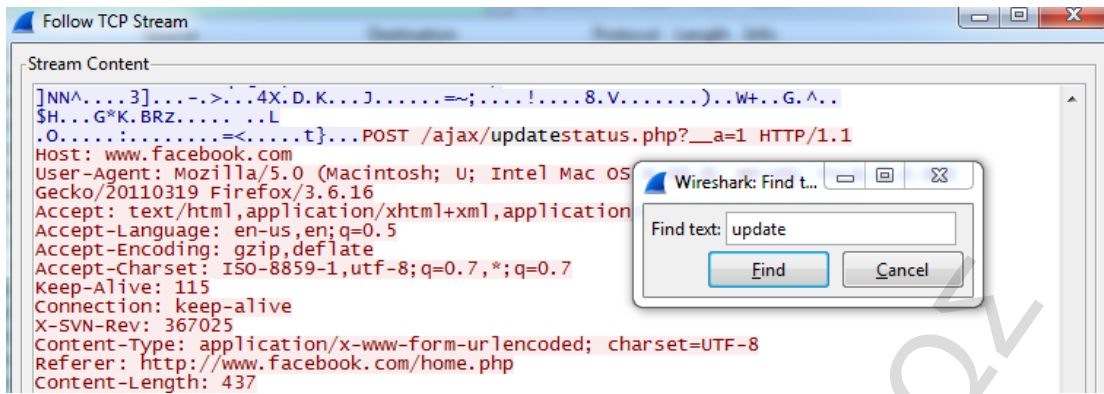 Follow TCP Stream
Stream Content
]NN^....3]...-.>...4X.D.K...J......=~;....!....8.V.......)..W+..G.^..
$H...G*K.BRz..... ..L
.O.....:.........=<.....t}...POST /ajax/updatestatus.php?__a=1 HTTP/1.1
Host: www.facebook.com
User-Agent: Mozilla/5.0 (Macintosh; U; Intel Mac OS
Gecko/20110319 Firefox/3.6.16
Accept: text/html,application/xhtml+xml,application
Accept-Language: en-us,en;q=0.5
Accept-Encoding: gzip,deflate
Accept-Charset: ISO-8859-1,utf-8;q=0.7,*;q=0.7
Keep-Alive: 115
Connection: keep-alive
X-SVN-Rev: 367025
Content-Type: application/x-www-form-urlencoded; charset=UTF-8
Referer: http://www.facebook.com/home.php
Content-Length: 437
Wireshark: Find t...
Find text: update
Find Cancel